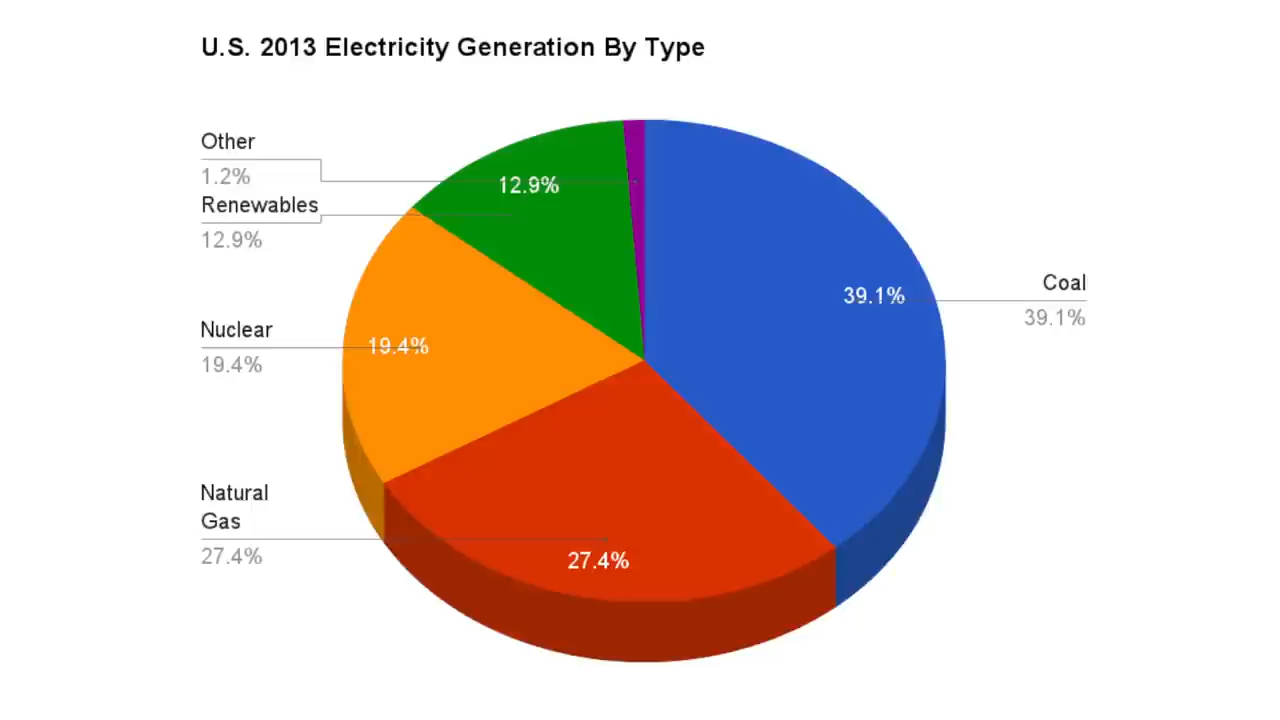 U.S. 2013 Electricity Generation By Type
Other
1.2%
12.9%
Renewables
12.9%
Coal
39.1%
39.1%
Nuclear
19.4%
19.4%
Natural
Gas
27.4%
27.4%